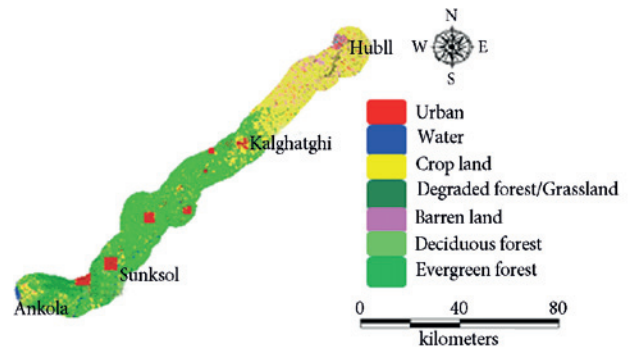 N
Hubll
W E
S
Urban
Water
Kalghatghi
Crop land
Degraded forest/Grassland
Barren land
Deciduous forest
Evergreen forest
Sunksol
Ankola
0 40 80
kilometers